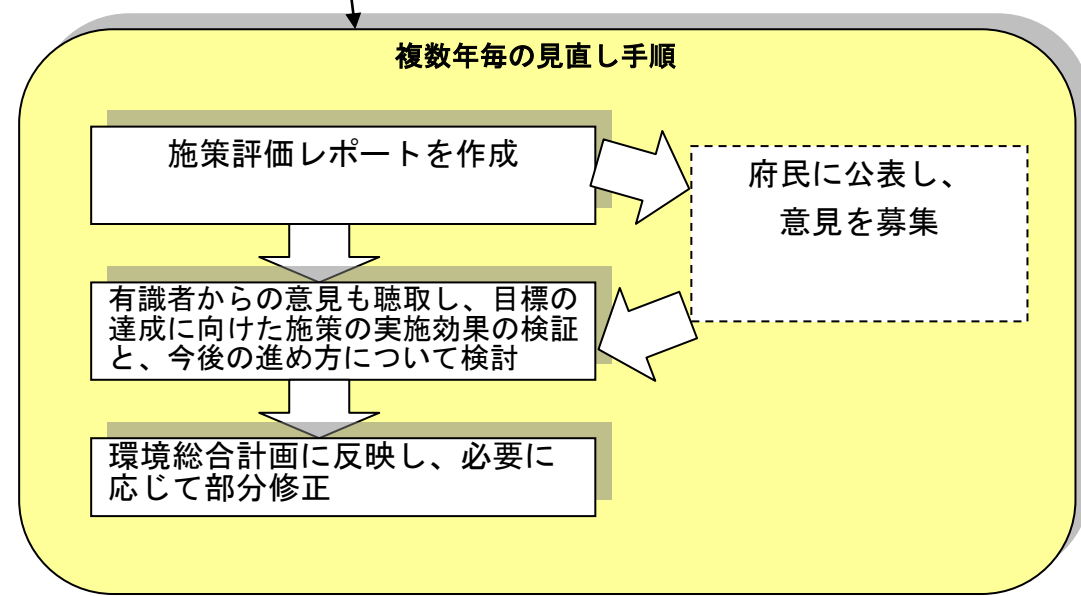 複数年毎の見直し手順
施策評価レポートを作成
府民に公表し、
意見を募集
有識者からの意見も聴取し、目標の
達成に向けた施策の実施効果の検証
と、今後の進め方について検討
環境総合計画に反映し、必要に
応じて部分修正